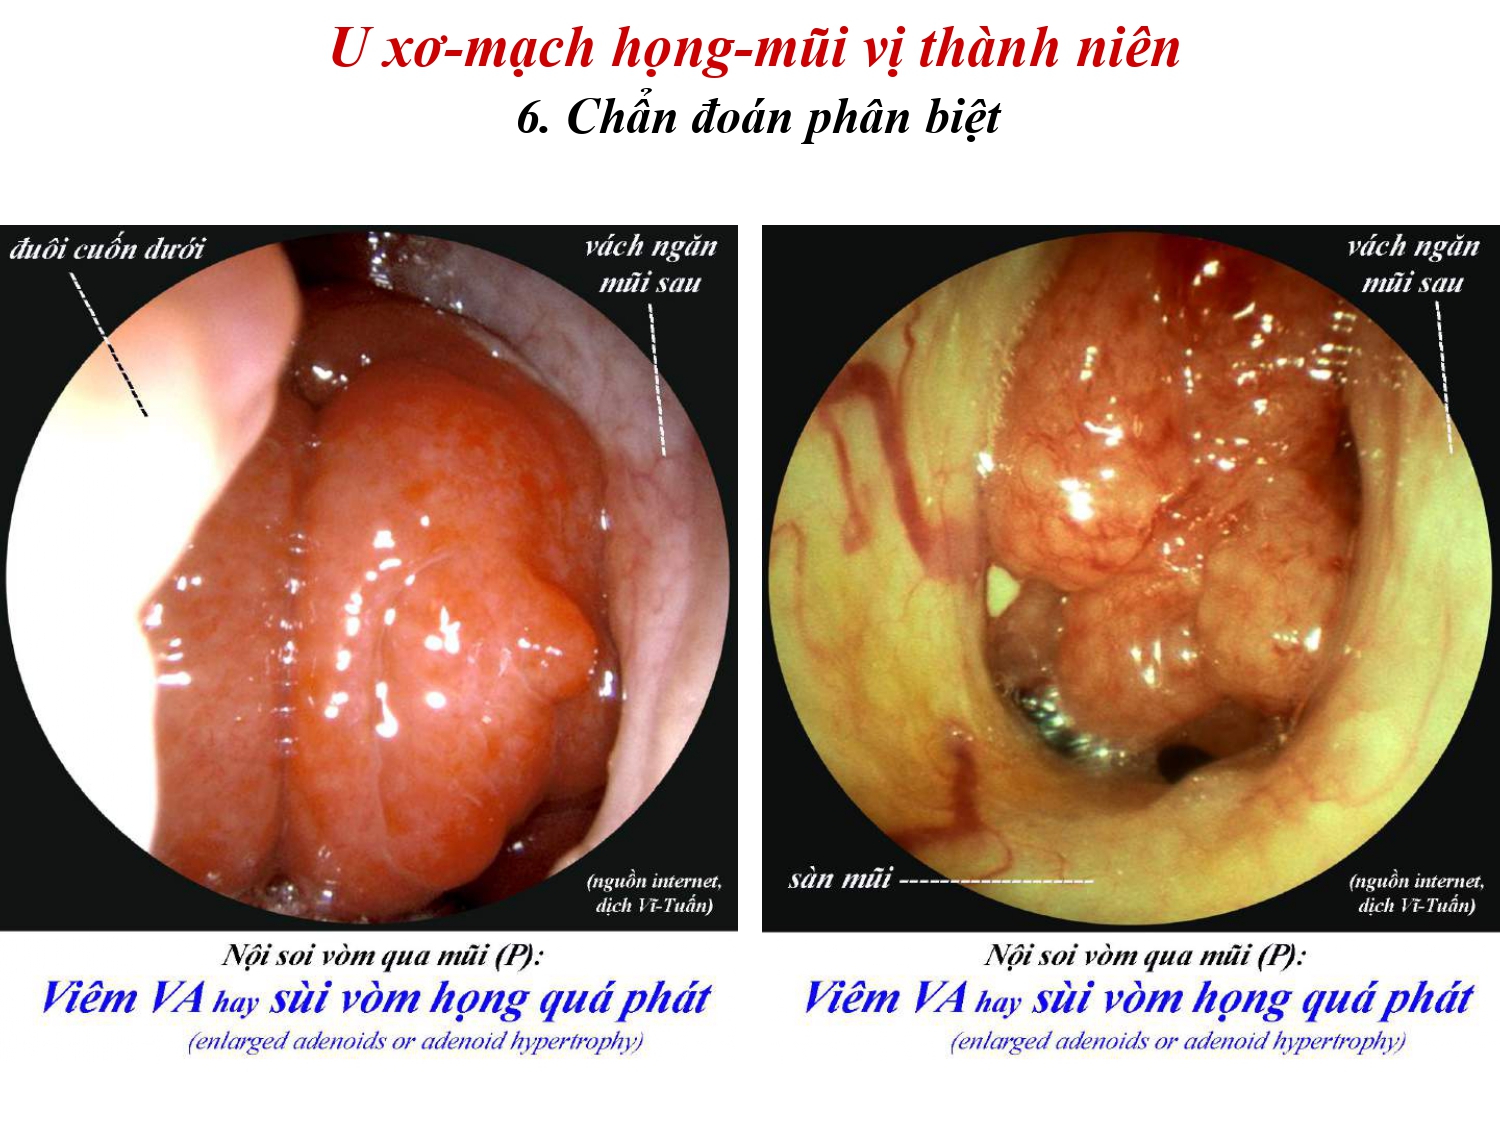 U xơ-mạch họng-mũi vị thành niên
6. Chẩn đoán phân biệt
đuôi cuốn dưới
vách ngăn
mũi sau
(nguồn internet,
dịch Vĩ-Tuấn)
Nội soi vòm qua mũi (P):
Viêm VA hay sùi vòm họng quá phát
(enlarged adenoids or adenoid hypertrophy)
vách ngăn
mũi sau
sàn mũi
(nguồn internet,
dịch Vĩ-Tuấn)
Nội soi vòm qua mũi (P):
Viêm VA hay sùi vòm họng quá phát
(enlarged adenoids or adenoid hypertrophy)